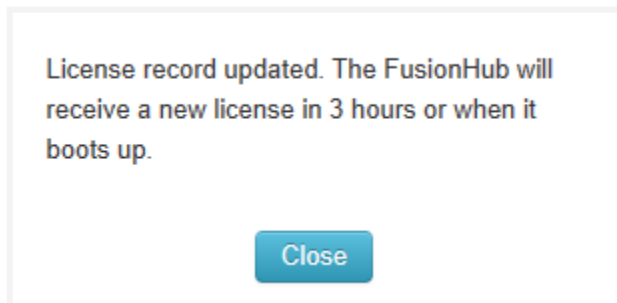 License record updated. The FusionHub will
receive a new license in 3 hours or when it
boots up.
Close